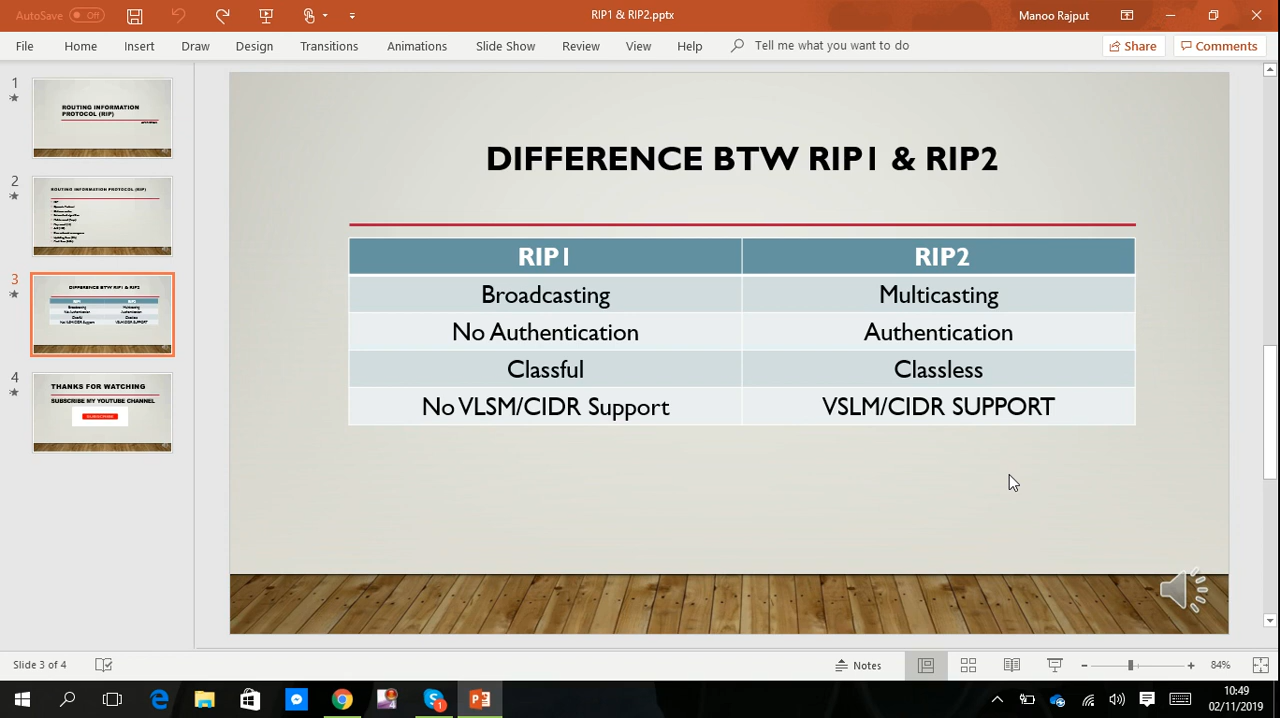 AutoSave Off
RIP1 & RIP2.pptx
Manoo Rajput
File Home Insert Draw Design Transitions Animations Slide Show Review View Help Tell me what you want to do
Share Comments
1
ROUTING INFORMATION
PROTOCOL (RIP)
2
ROUTING INFORMATION PROTOCOL (RIP)
3
DIFFERENCE BTW RIP1 & RIP2
4
THANKS FOR WATCHING
SUBSCRIBE MY YOUTUBE CHANNEL
DIFFERENCE BTW RIP1 & RIP2
RIP1 RIP2
Broadcasting Multicasting
No Authentication Authentication
Classful Classless
No VLSM/CIDR Support VSLM/CIDR SUPPORT
Slide 3 of 4
Notes
84%
10:49
02/11/2019